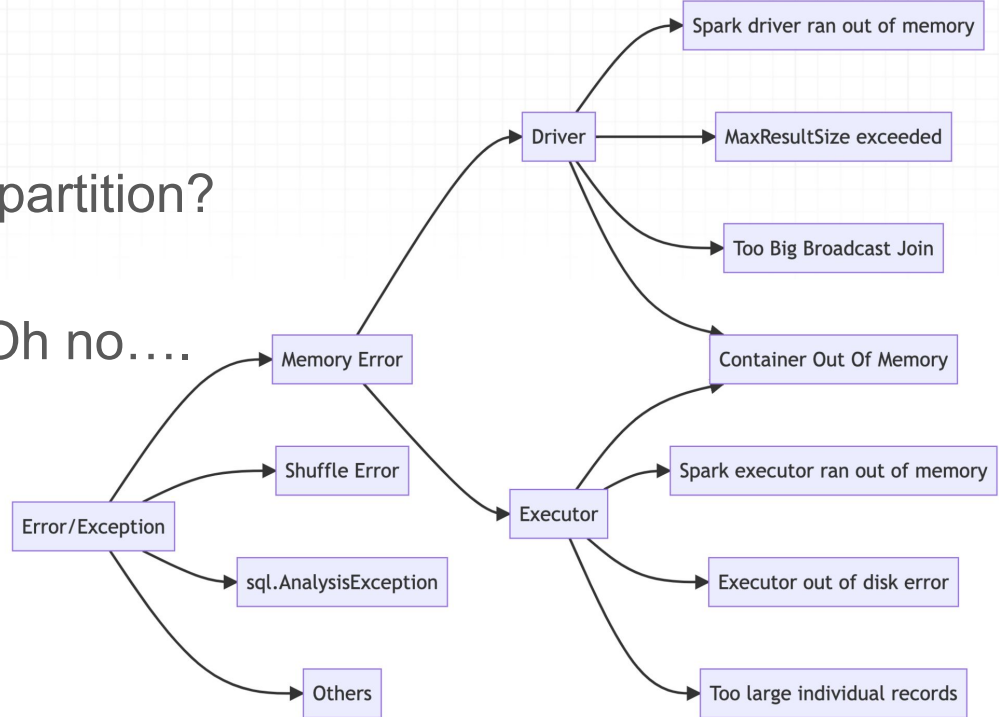 partition?
Oh no….
Error/Exception
Memory Error
Shuffle Error
sql.AnalysisException
Others
Driver
Executor
Spark driver ran out of memory
MaxResultSize exceeded
Too Big Broadcast Join
Container Out Of Memory
Spark executor ran out of memory
Executor out of disk error
Too large individual records